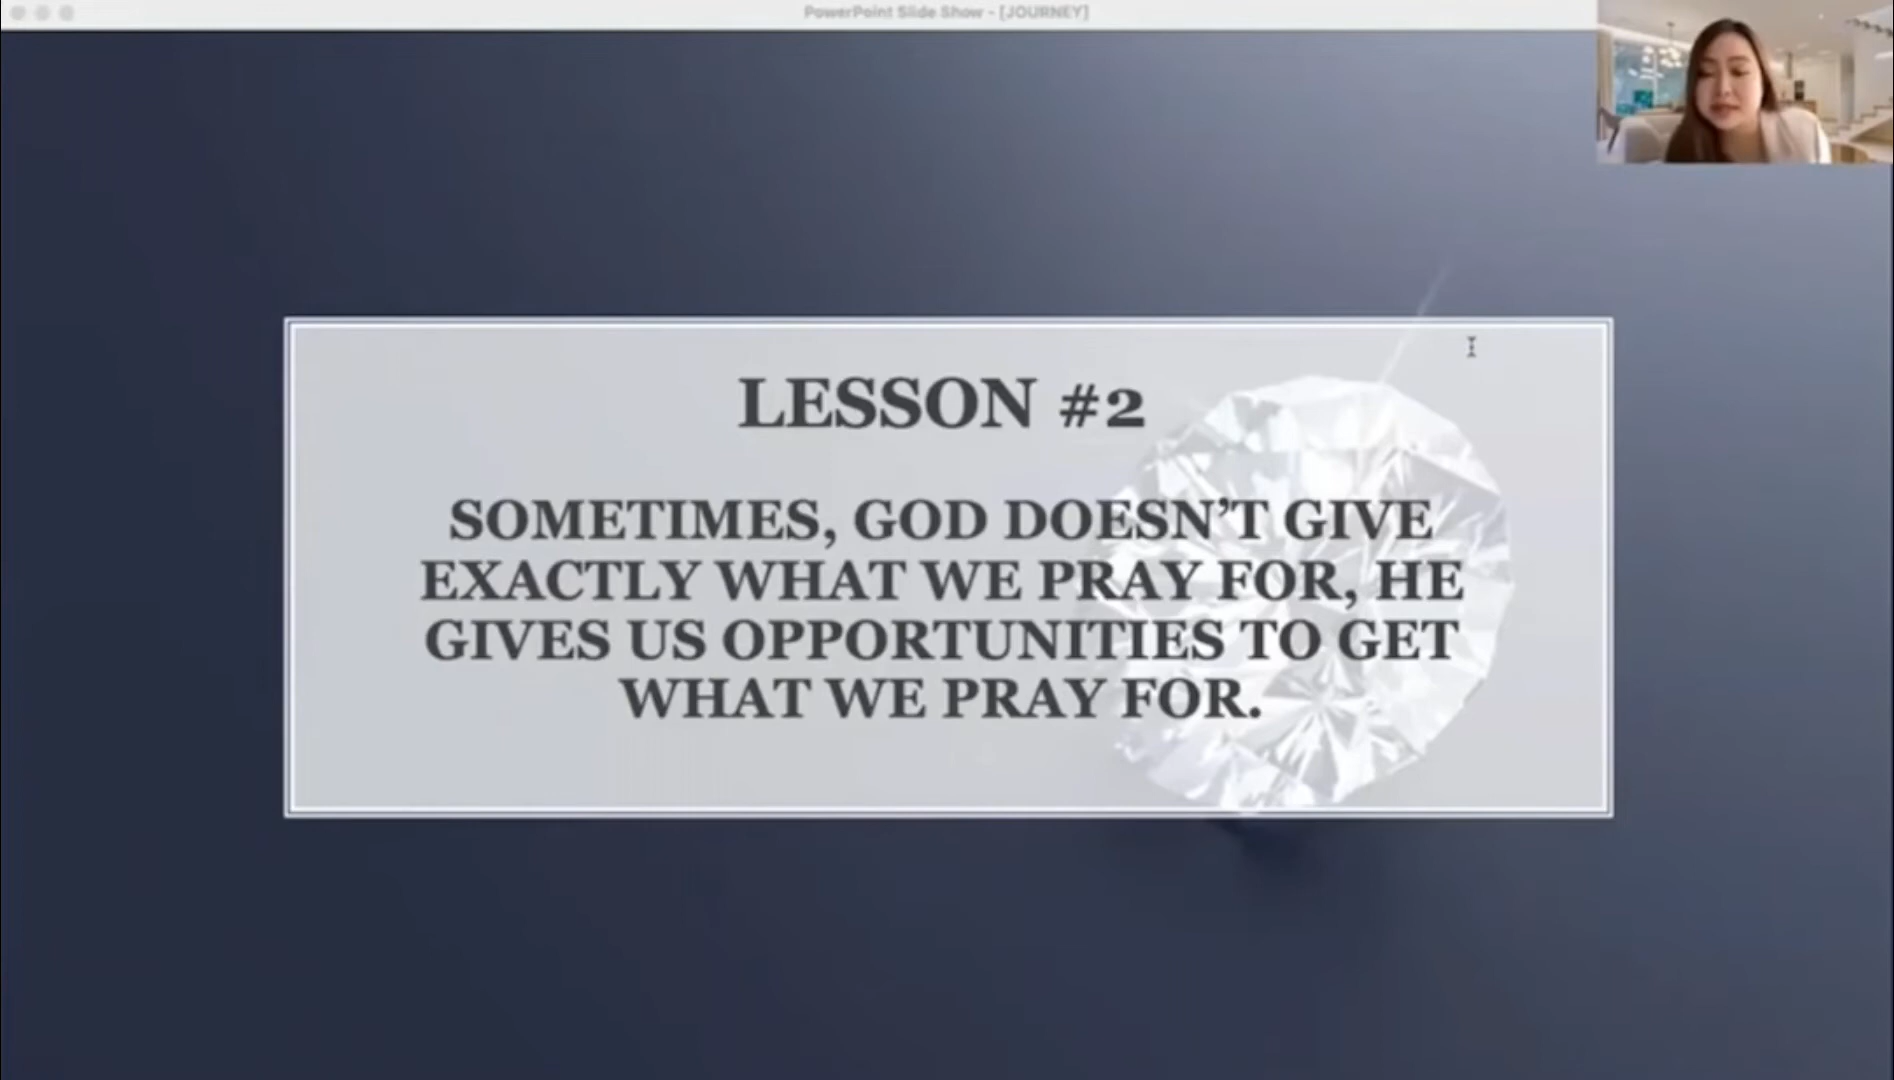 PowerPoint Slide Show - [JOURNEY]
LESSON #2
SOMETIMES, GOD DOESN’T GIVE
EXACTLY WHAT WE PRAY FOR, HE
GIVES US OPPORTUNITIES TO GET
WHAT WE PRAY FOR.